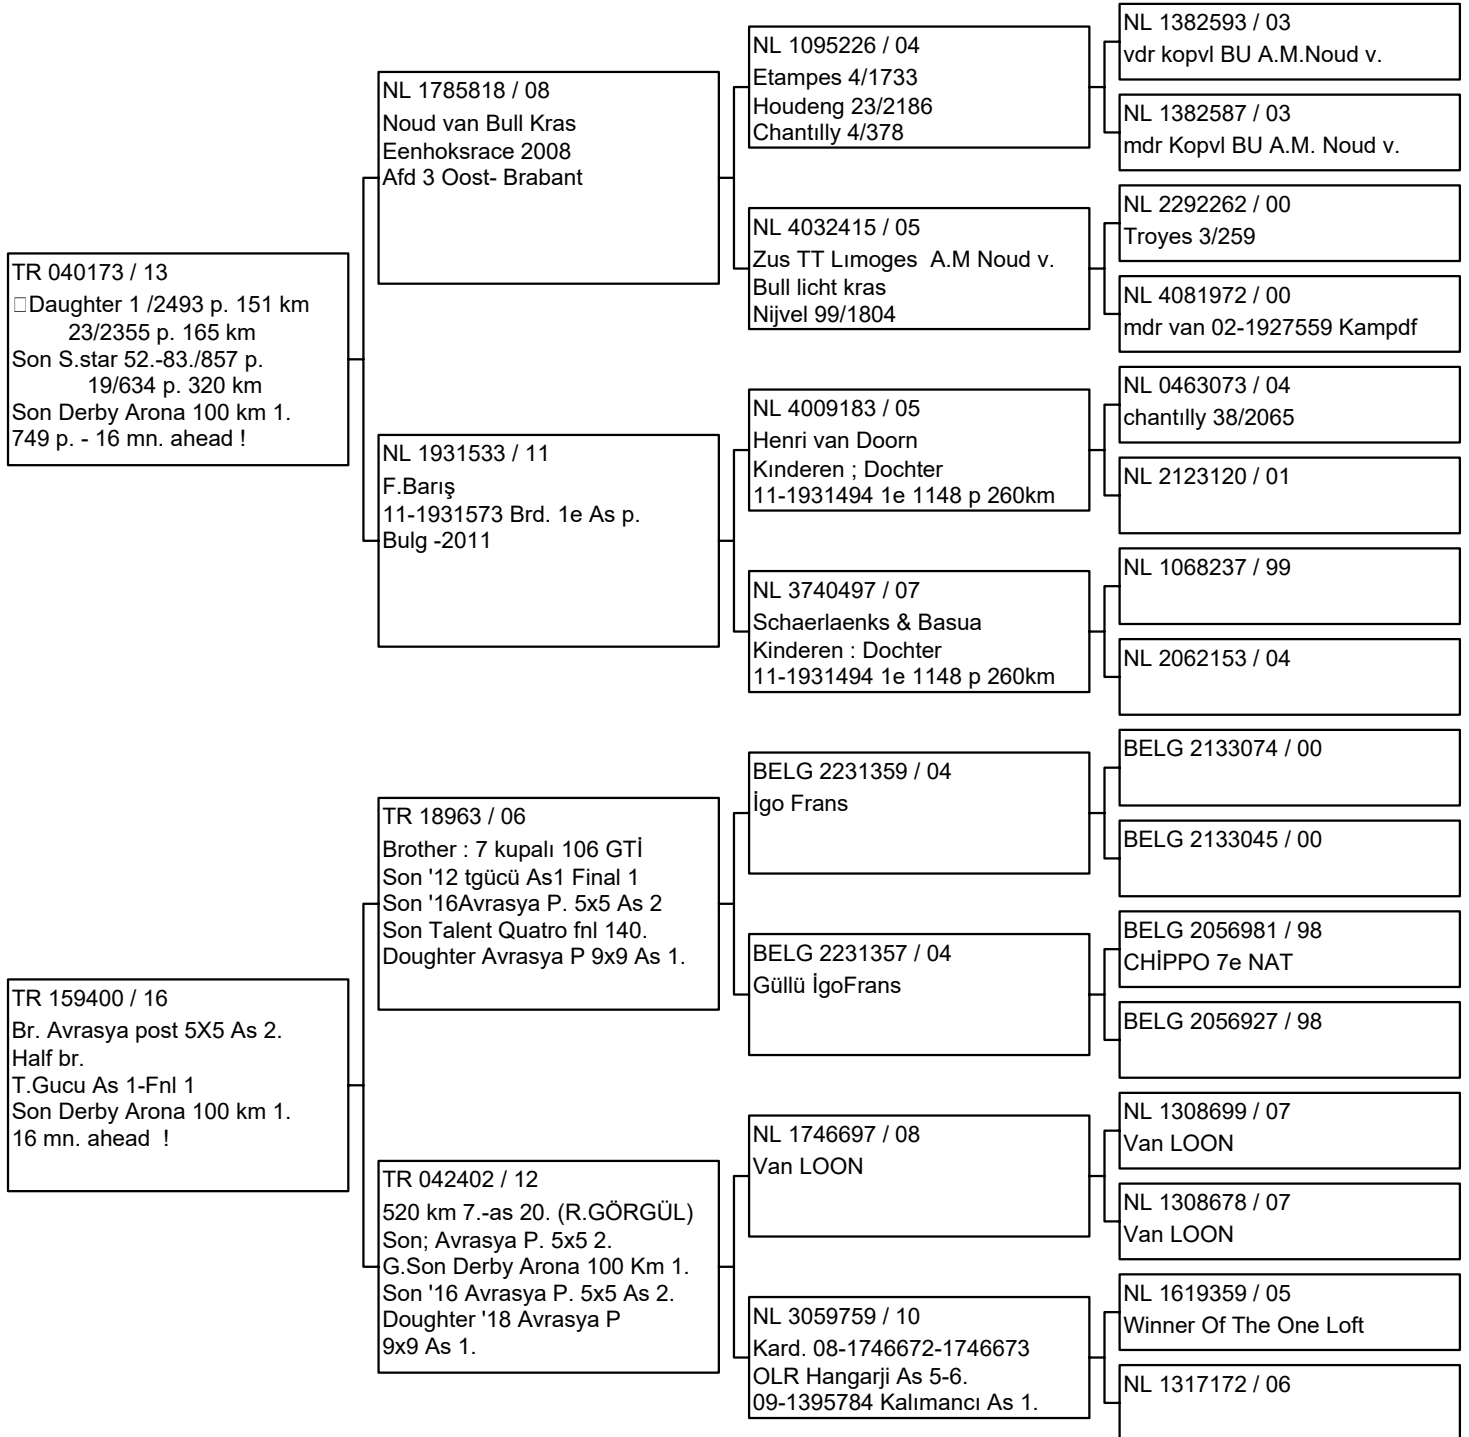 TR 040173 / 13
□Daughter 1 /2493 p. 151 km
23/2355 p. 165 km
Son S.star 52.-83./857 p.
19/634 p. 320 km
Son Derby Arona 100 km 1.
749 p. - 16 mn. ahead !
TR 159400 / 16
Br. Avrasya post 5X5 As 2.
Half br.
T.Gucu As 1-Fnl 1
Son Derby Arona 100 km 1.
16 mn. ahead  !
NL 1785818 / 08
Noud van Bull Kras
Eenhoksrace 2008
Afd 3 Oost- Brabant
NL 1931533 / 11
F.Barış
11-1931573 Brd. 1e As p.
Bulg -2011
TR 18963 / 06
Brother : 7 kupalı 106 GTİ
Son '12 tgücü As1 Final 1
Son '16Avrasya P. 5x5 As 2
Son Talent Quatro fnl 140.
Doughter Avrasya P 9x9 As 1.
TR 042402 / 12
520 km 7.-as 20. (R.GÖRGÜL)
Son; Avrasya P. 5x5 2.
G.Son Derby Arona 100 Km 1.
Son '16 Avrasya P. 5x5 As 2.
Doughter '18 Avrasya P
9x9 As 1.
NL 1095226 / 04
Etampes 4/1733
Houdeng 23/2186
Chantılly 4/378
NL 4032415 / 05
Zus TT Lımoges  A.M Noud v.
Bull licht kras
Nijvel 99/1804
NL 4009183 / 05
Henri van Doorn
Kınderen ; Dochter
11-1931494 1e 1148 p 260km
NL 3740497 / 07
Schaerlaenks & Basua
Kinderen : Dochter
11-1931494 1e 1148 p 260km
BELG 2231359 / 04
İgo Frans
BELG 2231357 / 04
Güllü İgoFrans
NL 1746697 / 08
Van LOON
NL 3059759 / 10
Kard. 08-1746672-1746673
OLR Hangarji As 5-6.
09-1395784 Kalımancı As 1.
NL 1382593 / 03
vdr kopvl BU A.M.Noud v.
NL 1382587 / 03
mdr Kopvl BU A.M. Noud v.
NL 2292262 / 00
Troyes 3/259
NL 4081972 / 00
mdr van 02-1927559 Kampdf
NL 0463073 / 04
chantılly 38/2065
NL 2123120 / 01
NL 1068237 / 99
NL 2062153 / 04
BELG 2133074 / 00
BELG 2133045 / 00
BELG 2056981 / 98
CHİPPO 7e NAT
BELG 2056927 / 98
NL 1308699 / 07
Van LOON
NL 1308678 / 07
Van LOON
NL 1619359 / 05
Winner Of The One Loft
NL 1317172 / 06